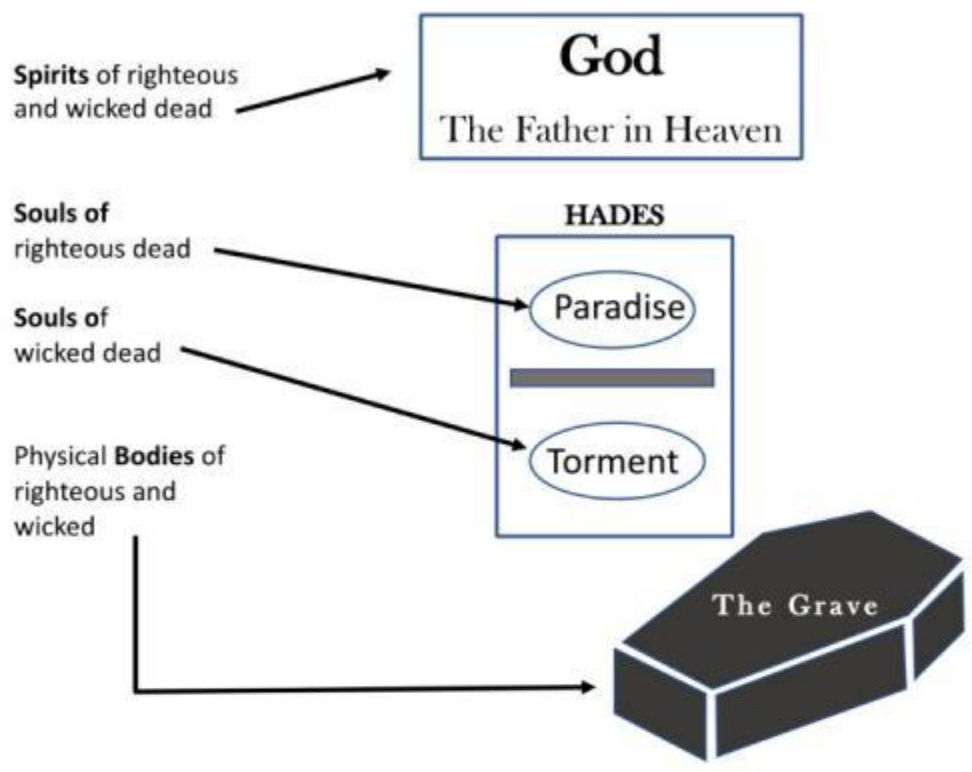 Spirits of righteous
and wicked dead
God
The Father in Heaven
Souls of
righteous dead
HADES
Paradise
Souls of
wicked dead
Torment
Physical Bodies of
righteous and
wicked
The Grave